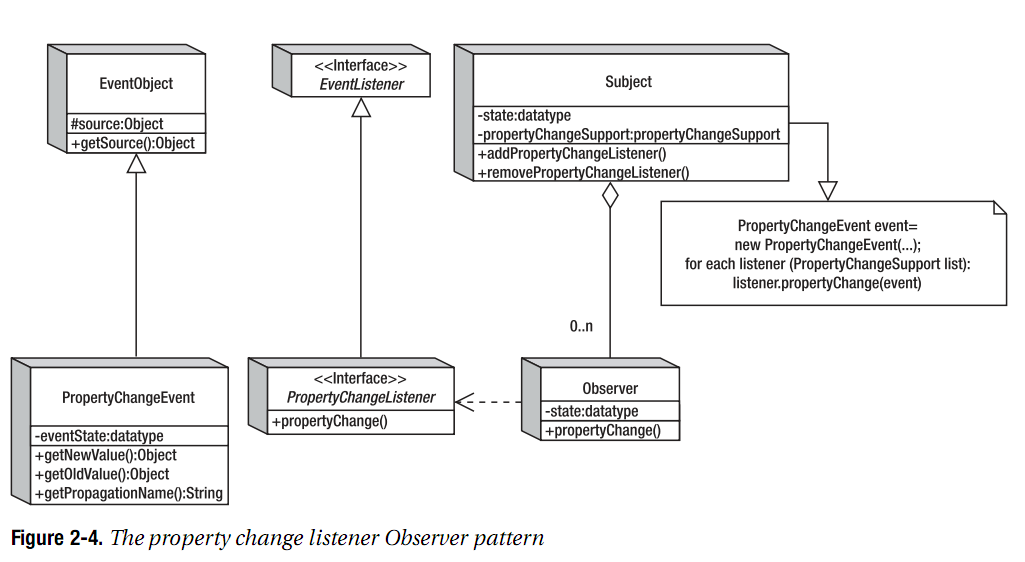 EventObject
#source:Object
+getSource():Object
<<Interface>>
EventListener
Subject
-state:datatype
-propertyChangeSupport:propertyChangeSupport
+addPropertyChangeListener()
+removePropertyChangeListener()
PropertyChangeEvent event=
new PropertyChangeEvent(...);
for each listener (PropertyChangeSupport list):
listener.propertyChange(event)
0..n
PropertyChangeEvent
-eventState:datatype
+getNewValue():Object
+getOldValue():Object
+getPropagationName():String
<<Interface>>
PropertyChangeListener
+propertyChange()
Observer
-state:datatype
+propertyChange()
Figure 2-4. The property change listener Observer pattern